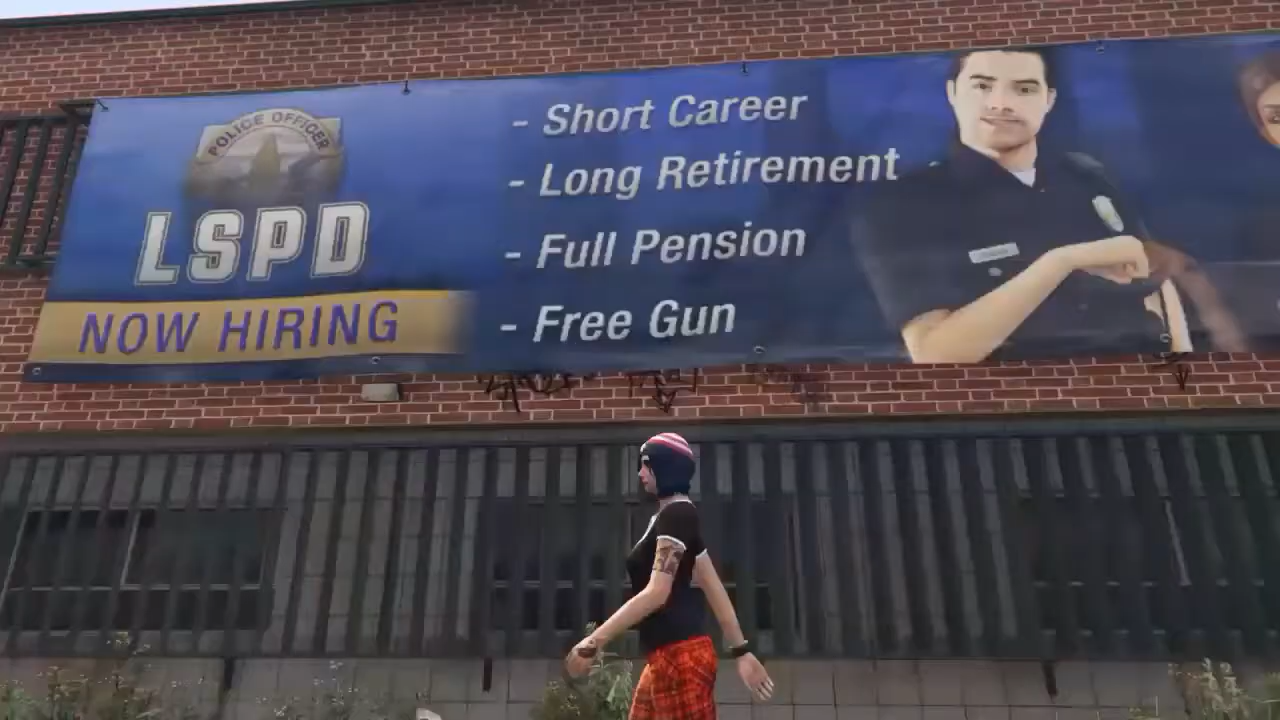 POLICE OFFICER
LSPD
NOW HIRING
- Short Career
- Long Retirement
- Full Pension
- Free Gun